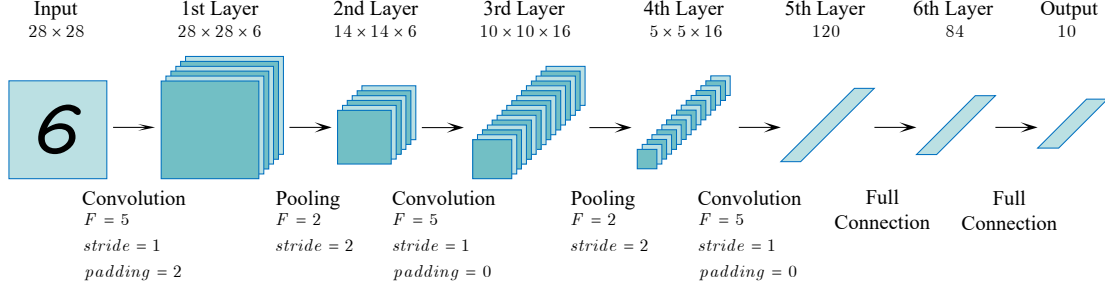 Input
28 × 28
1st Layer
28 × 28 × 6
2nd Layer
14 × 14 × 6
3rd Layer
10 × 10 × 16
4th Layer
5 × 5 × 16
5th Layer
120
6th Layer
84
Output
10
6
Convolution
F = 5
stride = 1
padding = 2
Pooling
F = 2
stride = 2
Convolution
F = 5
stride = 1
padding = 0
Pooling
F = 2
stride = 2
Convolution
F = 5
stride = 1
padding = 0
Full
Connection
Full
Connection